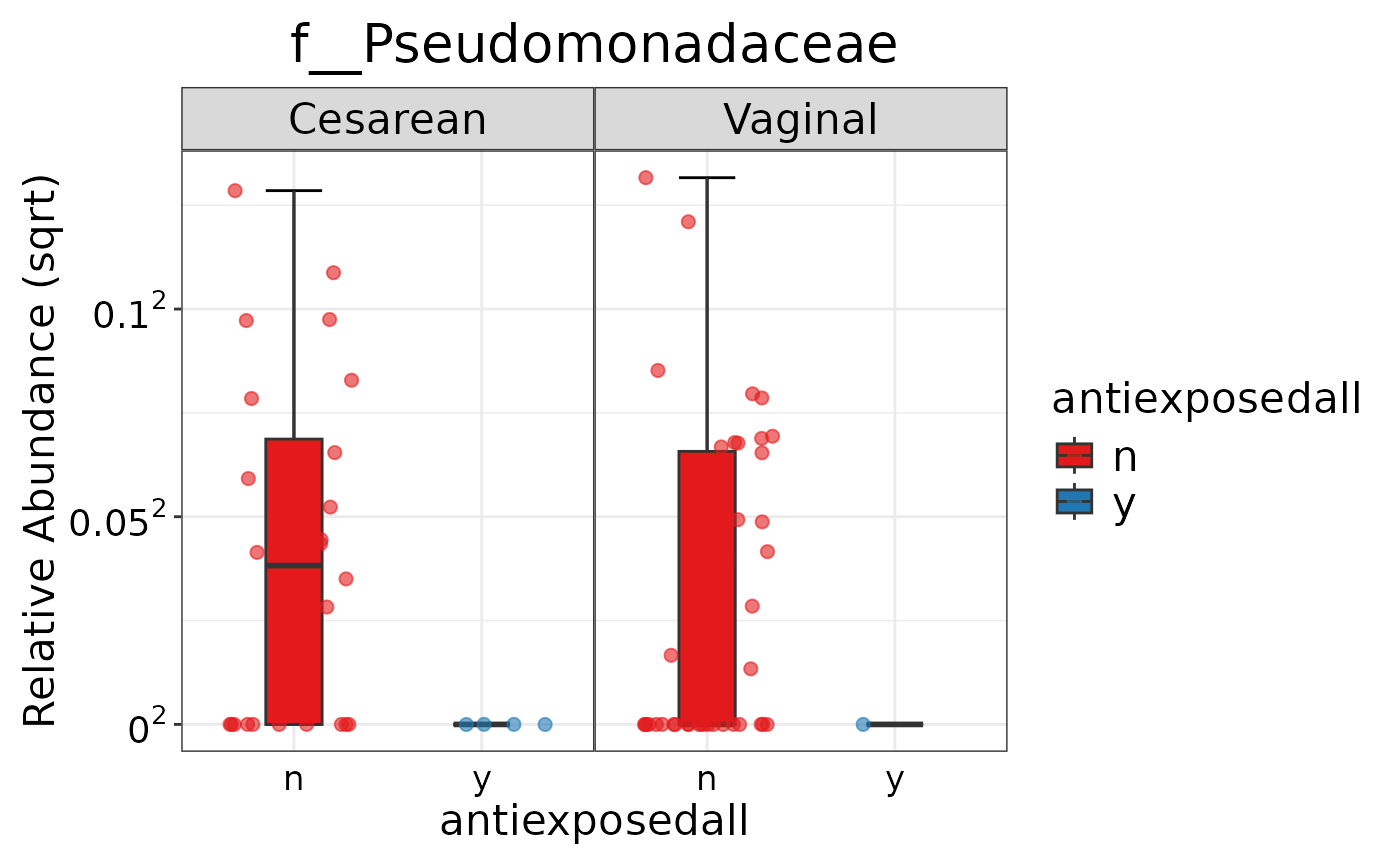 f__Pseudomonadaceae
Cesarean
Vaginal
Relative Abundance (sqrt)
0.1²
0.05²
0²
n
y
n
y
antiexposedall
antiexposedall
n
y